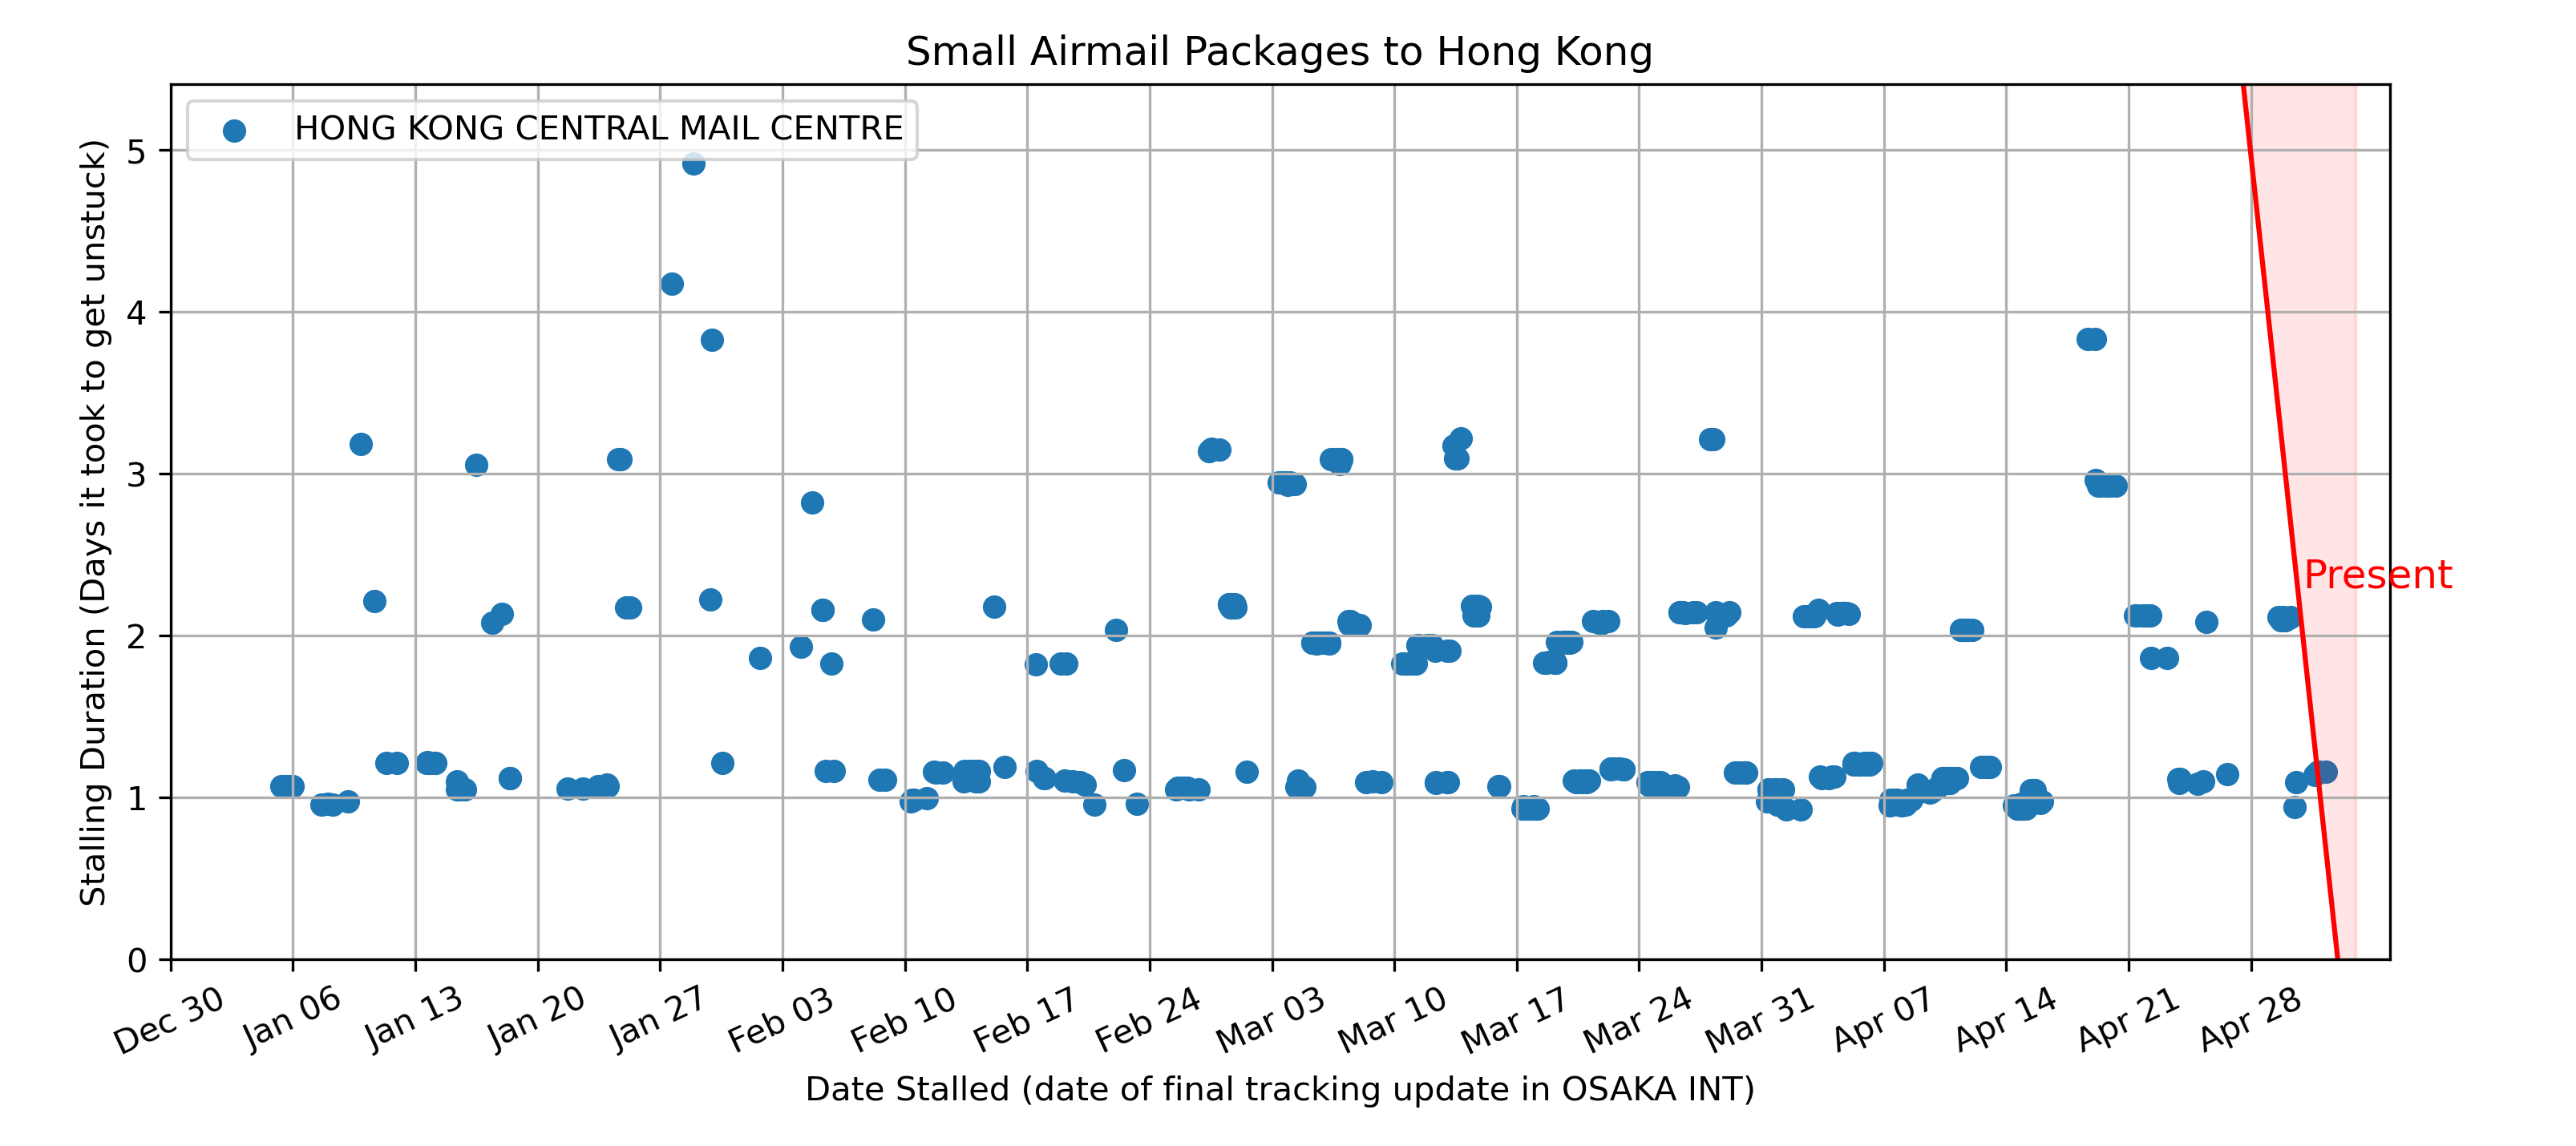 Small Airmail Packages to Hong Kong
HONG KONG CENTRAL MAIL CENTRE
Stalling Duration (Days it took to get unstuck)
5
4
3
2
1
0
Present
Dec 30
Jan 06
Jan 13
Jan 20
Jan 27
Feb 03
Feb 10
Feb 17
Feb 24
Mar 03
Mar 10
Mar 17
Mar 24
Mar 31
Apr 07
Apr 14
Apr 21
Apr 28
Date Stalled (date of final tracking update in OSAKA INT)